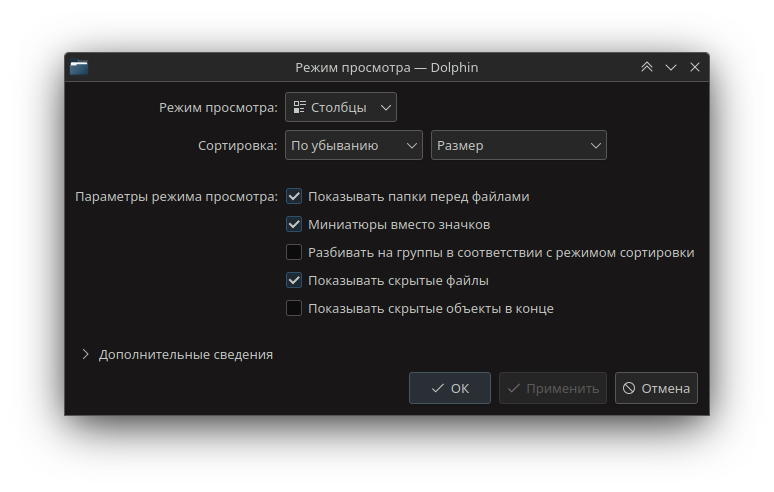 Режим просмотра — Dolphin
Режим просмотра: Столбцы
Сортировка: По убыванию Размер
Параметры режима просмотра: Показывать папки перед файлами
Миниатюры вместо значков
Разбивать на группы в соответствии с режимом сортировки
Показывать скрытые файлы
Показывать скрытые объекты в конце
Дополнительные сведения
ОК Применить Отмена